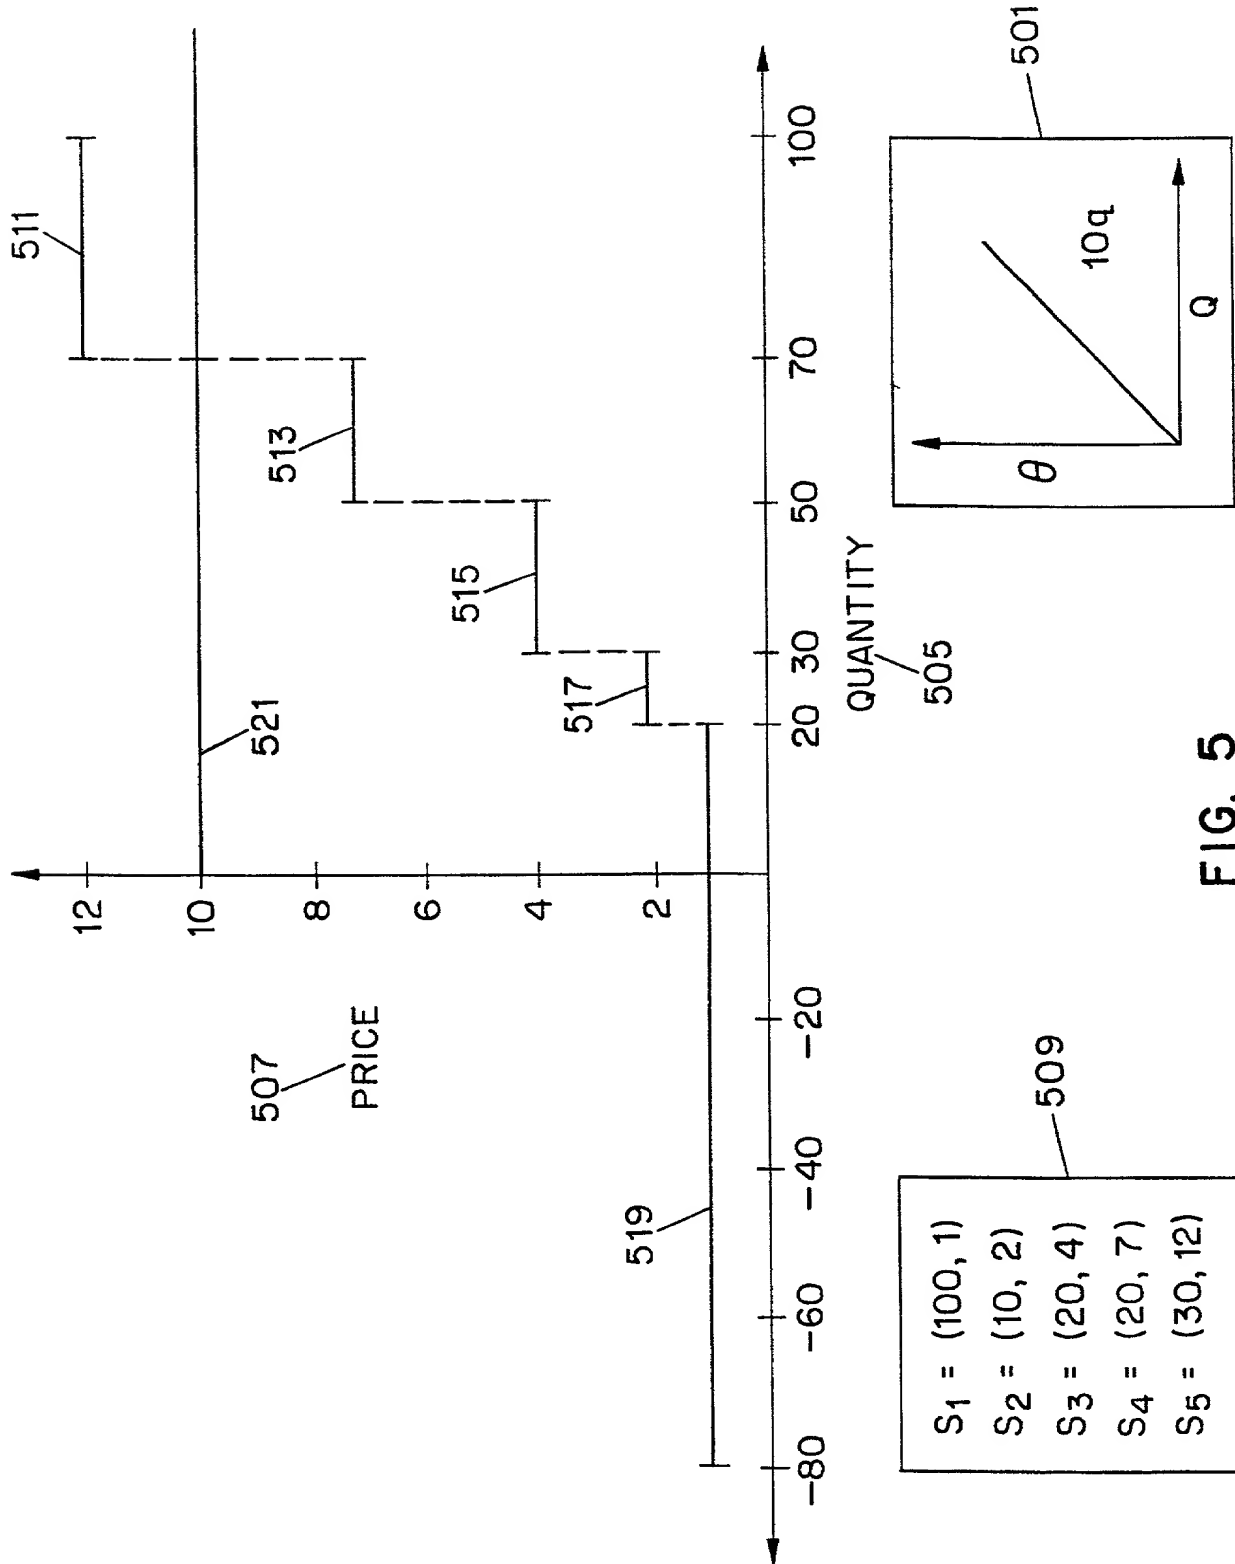 511
12
521
10
513
8
515
6
517
4
2
507
PRICE
519
-80
-60
-40
-20
20
30
50
70
100
QUANTITY
505
509
S1 = (100, 1)
S2 = (10, 2)
S3 = (20, 4)
S4 = (20, 7)
S5 = (30, 12)
501
θ
10q
Q
FIG. 5